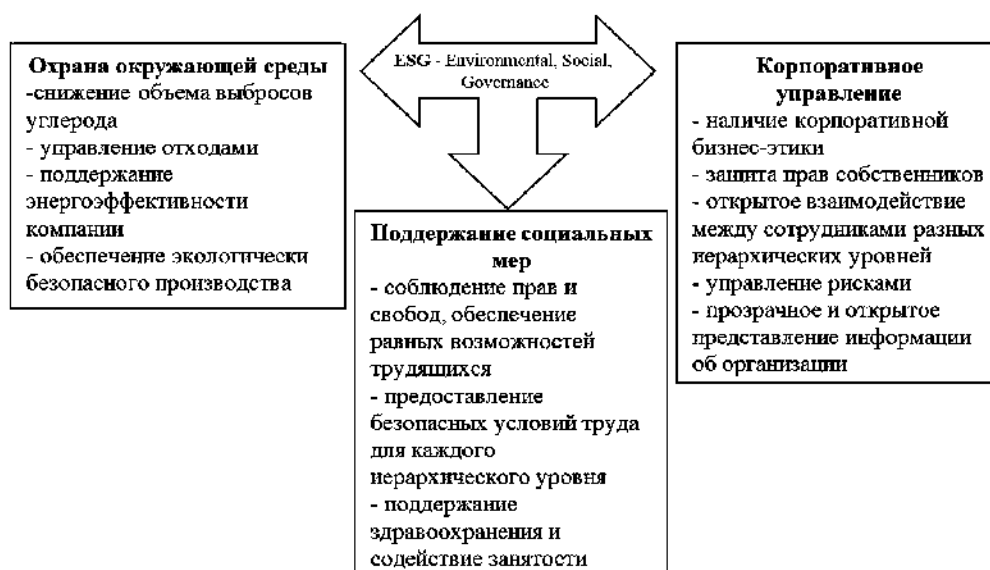 ESG - Environmental, Social,
Governance
Охрана окружающей среды
-снижение объема выбросов
углерода
- управление отходами
- поддержание
энергоэффективности
компании
- обеспечение экологически
безопасного производства
Поддержание социальных
мер
- соблюдение прав и
свобод, обеспечение
равных возможностей
трудящихся
- предоставление
безопасных условий труда
для каждого
иерархического уровня
- поддержание
здравоохранения и
содействие занятости
Корпоративное
управление
- наличие корпоративной
бизнес-этики
- защита прав собственников
- открытое взаимодействие
между сотрудниками разных
иерархических уровней
- управление рисками
- прозрачное и открытое
представление информации
об организации